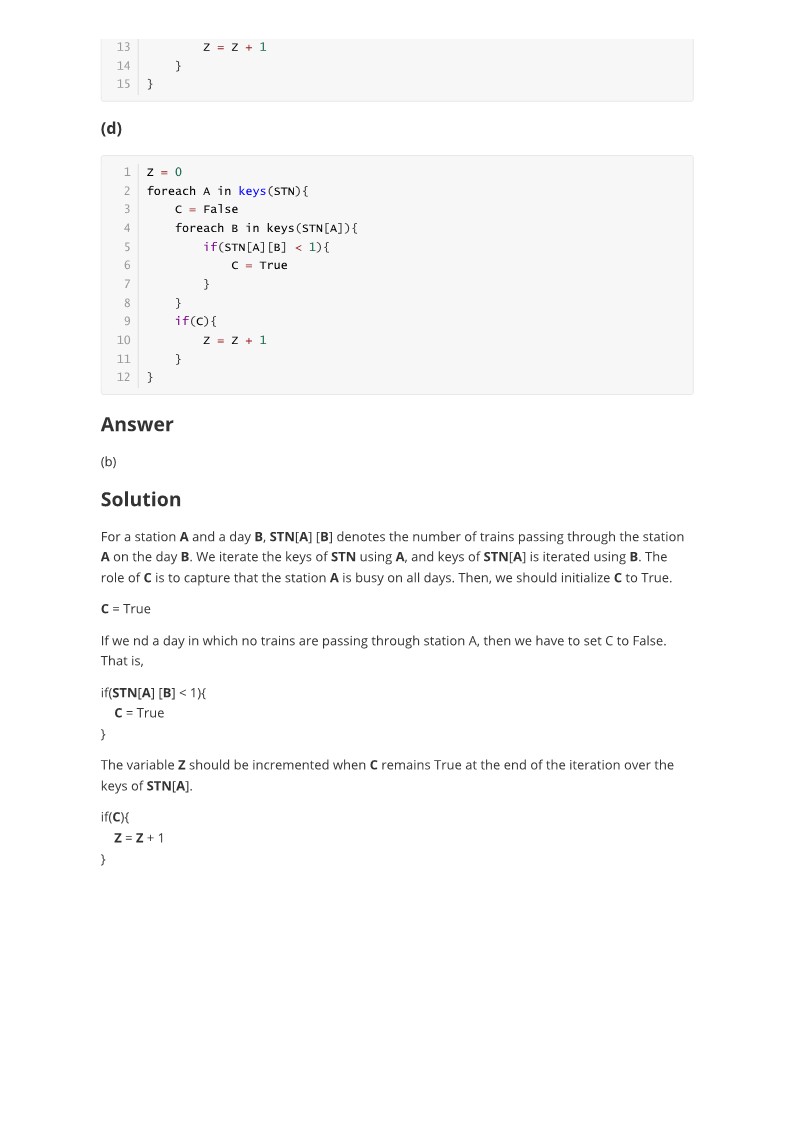 13 Z = Z + 1
14 }
15 }
(d)
1 Z = 0
2 foreach A in keys(STN){
3 C = False
4 foreach B in keys(STN[A]){
5 if(STN[A][B] < 1){
6 C = True
7 }
8 }
9 if(C){
10 Z = Z + 1
11 }
12 }
Answer
(b)
Solution
For a station A and a day B, STN[A] [B] denotes the number of trains passing through the station
A on the day B. We iterate the keys of STN using A, and keys of STN[A] is iterated using B. The
role of C is to capture that the station A is busy on all days. Then, we should initialize C to True.
C = True
If we nd a day in which no trains are passing through station A, then we have to set C to False.
That is,
if(STN[A] [B] < 1){
C = True
}
The variable Z should be incremented when C remains True at the end of the iteration over the
keys of STN[A].
if(C){
Z = Z + 1
}